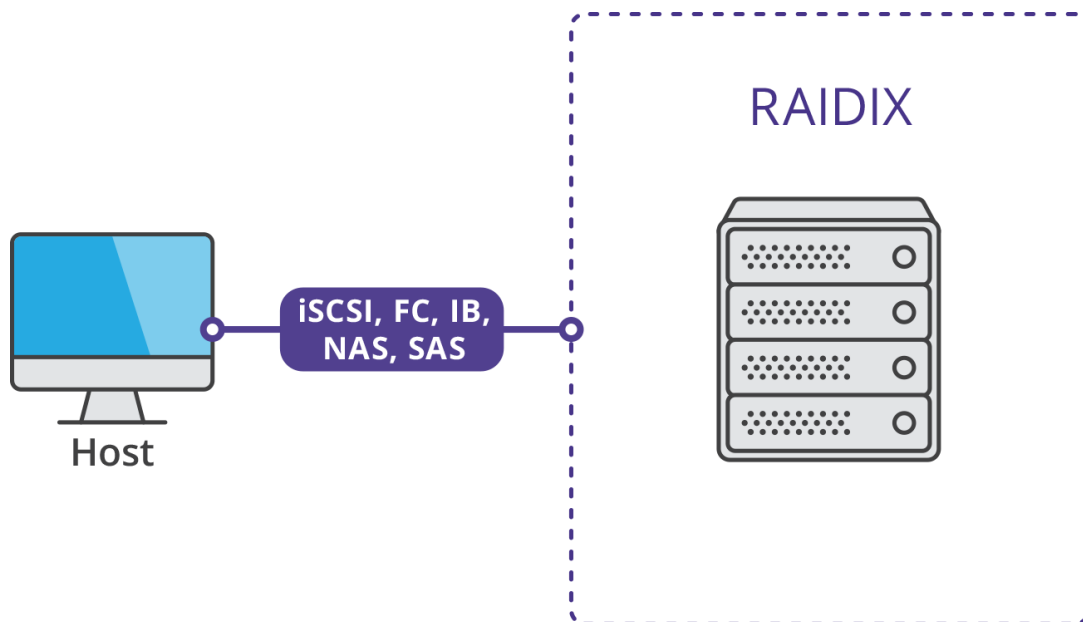 RAIDIX
iSCSI, FC, IB,
NAS, SAS
Host